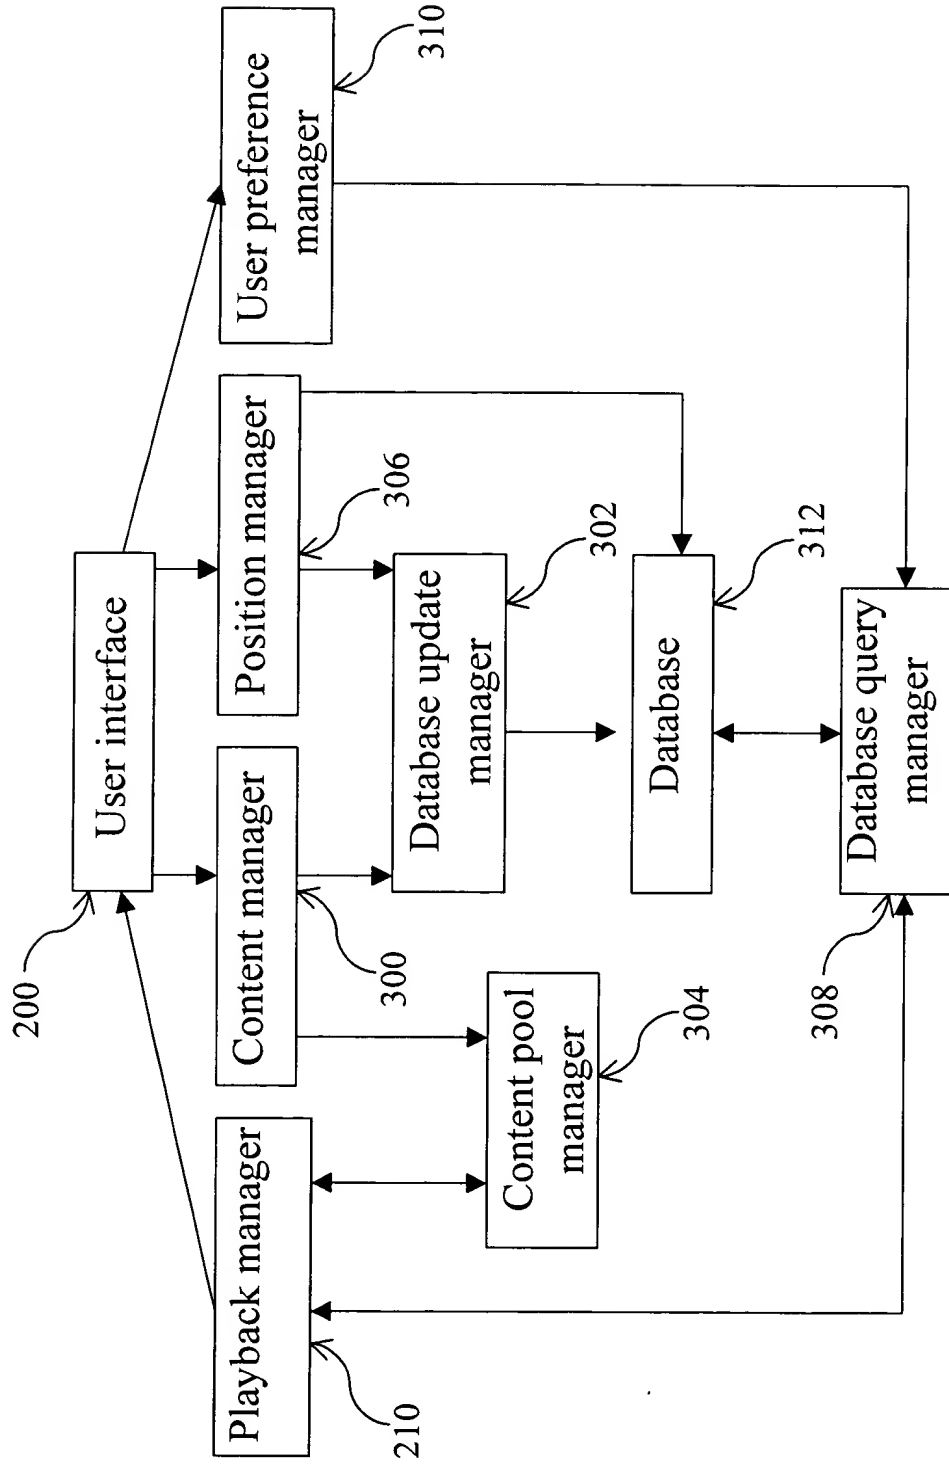 200
User interface
Playback manager
210
Content manager
300
Position manager
306
User preference
manager
310
Content pool
manager
304
Database update
manager
302
Database
312
Database query
manager
308